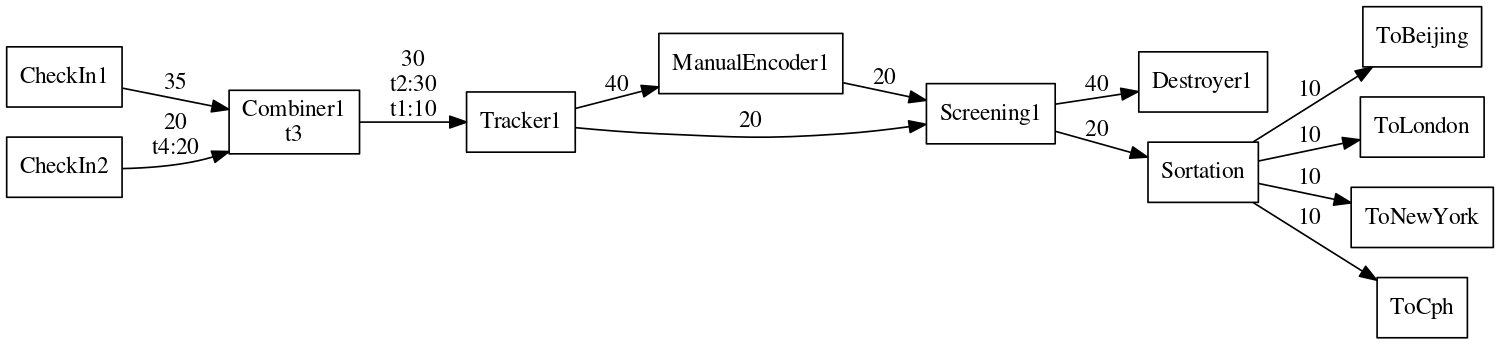 CheckIn1
35
CheckIn2
20
t4:20
Combiner1
t3
30
t2:30
t1:10
Tracker1
40
ManualEncoder1
20
20
Screening1
40
Destroyer1
20
Sortation
10
ToBeijing
10
ToLondon
10
ToNewYork
10
ToCph